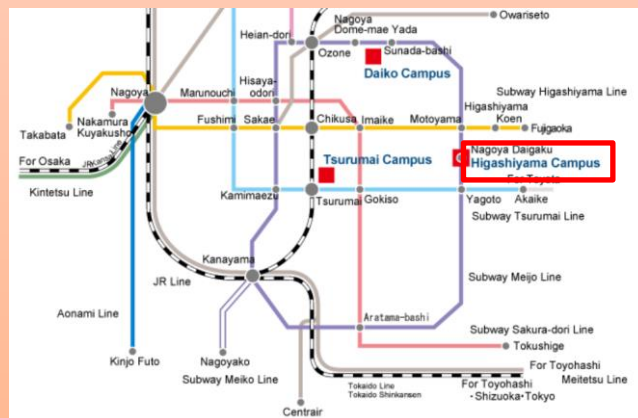 Owariseto
Nagoya
Dome-mae Yada
Heian-dori
Sunada-bashi
Ozone
Daiko Campus
Nagoya
Hisaya-
odori
Marunouchi
Subway Higashiyama Line
Higashiyama
Koen
Nakamura
Kuyakusho
Fushimi
Sakae
Chikusa
Imaike
Motoyama
Fujigaoka
Takabata
For Osaka
JRKansai Line
Kintetsu Line
Tsurumai Campus
Nagoya Daigaku
Higashiyama Campus
For Toyota
Kamimaezu
Tsurumai
Gokiso
Yagoto
Akaike
Subway Tsurumai Line
Kanayama
JR Line
Subway Meijo Line
Aonami Line
Aratama-bashi
Subway Sakura-dori Line
Kinjo Futo
Nagoyako
Tokushige
Subway Meiko Line
For Toyohashi
Meitetsu Line
Tokaido Line
Tokaido Shinkansen
For Toyohashi
・Shizuoka・Tokyo
Centrair